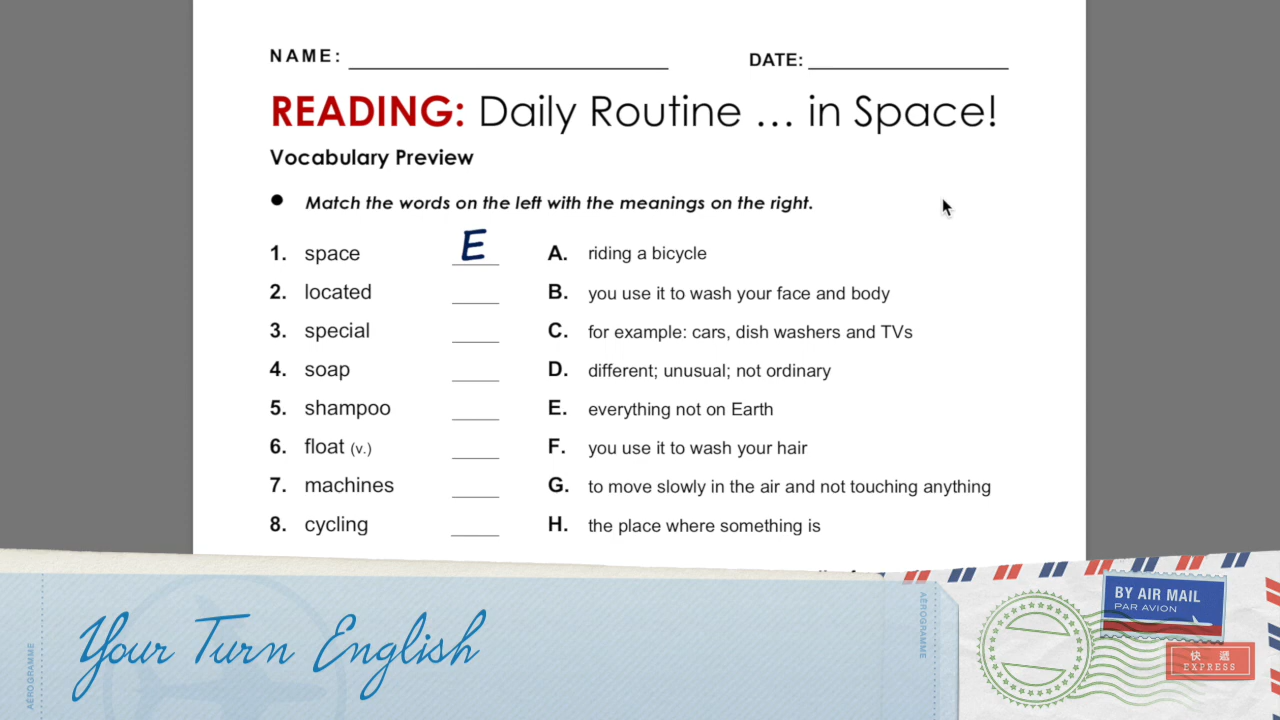 NAME: DATE:
READING: Daily Routine … in Space!
Vocabulary Preview
● Match the words on the left with the meanings on the right.
1. space E A. riding a bicycle
2. located B. you use it to wash your face and body
3. special C. for example: cars, dish washers and TVs
4. soap D. different; unusual; not ordinary
5. shampoo E. everything not on Earth
6. float (v.) F. you use it to wash your hair
7. machines G. to move slowly in the air and not touching anything
8. cycling H. the place where something is
Your Turn English
AÉROGRAMME
AÉROGRAMME
BY AIR MAIL
PAR AVION
快 遞
EXPRESS